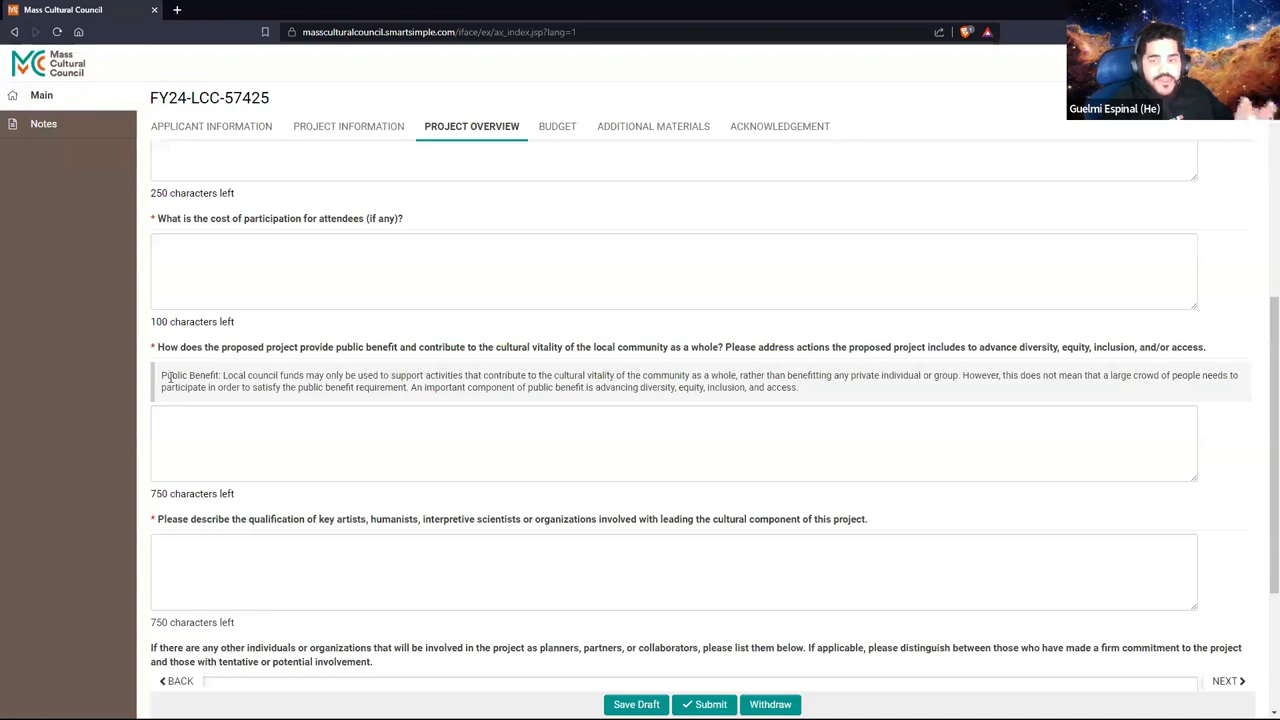 Mass Cultural Council
massculturalcouncil.smartsimple.com/iface/ex/ax_index.jsp?lang=1
Mass
Cultural
Council
Main
Notes
FY24-LCC-57425
APPLICANT INFORMATION PROJECT INFORMATION PROJECT OVERVIEW BUDGET ADDITIONAL MATERIALS ACKNOWLEDGEMENT
Guelmi Espinal (He)
250 characters left
* What is the cost of participation for attendees (if any)?
100 characters left
* How does the proposed project provide public benefit and contribute to the cultural vitality of the local community as a whole? Please address actions the proposed project includes to advance diversity, equity, inclusion, and/or access.
Public Benefit: Local council funds may only be used to support activities that contribute to the cultural vitality of the community as a whole, rather than benefitting any private individual or group. However, this does not mean that a large crowd of people needs to
participate in order to satisfy the public benefit requirement. An important component of public benefit is advancing diversity, equity, inclusion, and access.
750 characters left
* Please describe the qualification of key artists, humanists, interpretive scientists or organizations involved with leading the cultural component of this project.
750 characters left
If there are any other individuals or organizations that will be involved in the project as planners, partners, or collaborators, please list them below. If applicable, please distinguish between those who have made a firm commitment to the project
and those with tentative or potential involvement.
BACK NEXT
Save Draft Submit Withdraw